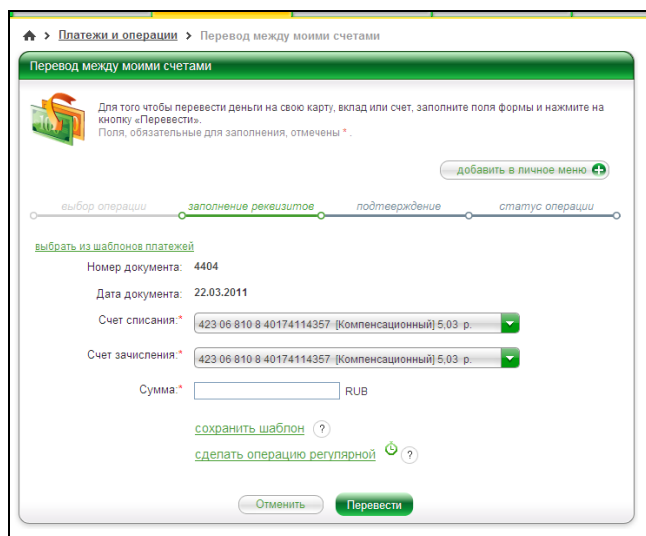 Платежи и операции > Перевод между моими счетами
Перевод между моими счетами
Для того чтобы перевести деньги на свою карту, вклад или счет, заполните поля формы и нажмите на
кнопку «Перевести».
Поля, обязательные для заполнения, отмечены * .
добавить в личное меню
выбор операции заполнение реквизитов подтверждение статус операции
выбрать из шаблонов платежей
Номер документа: 4404
Дата документа: 22.03.2011
Счет списания:* 423 06 810 8 40174114357 [Компенсационный] 5,03 р.
Счет зачисления:* 423 06 810 8 40174114357 [Компенсационный] 5,03 р.
Сумма:* RUB
сохранить шаблон ?
сделать операцию регулярной ?
Отменить Перевести